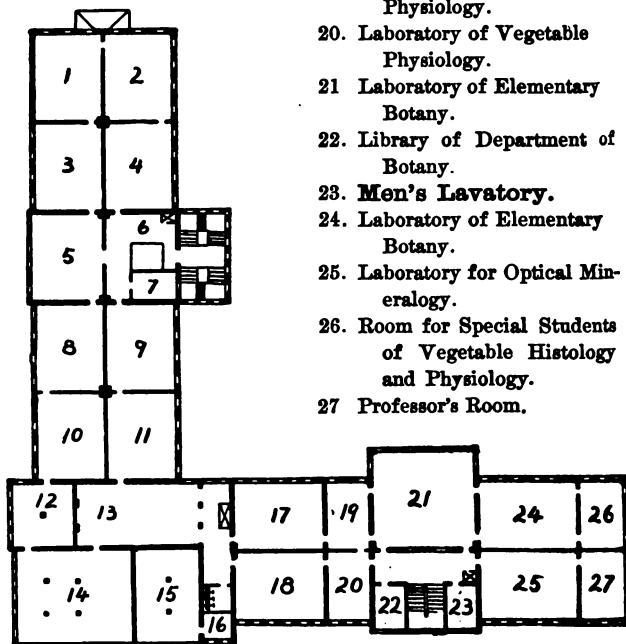 Physiology.
20. Laboratory of Vegetable
Physiology.
21 Laboratory of Elementary
Botany.
22. Library of Department of
Botany.
23. Men's Lavatory.
24. Laboratory of Elementary
Botany.
25. Laboratory for Optical Min-
eralogy.
26. Room for Special Students
of Vegetable Histology
and Physiology.
27 Professor's Room.
1 2
3 4
5 6
7
8 9
10 11
12 13 17 19 21 24 26
14 15 18 20 25 27
16 22 23